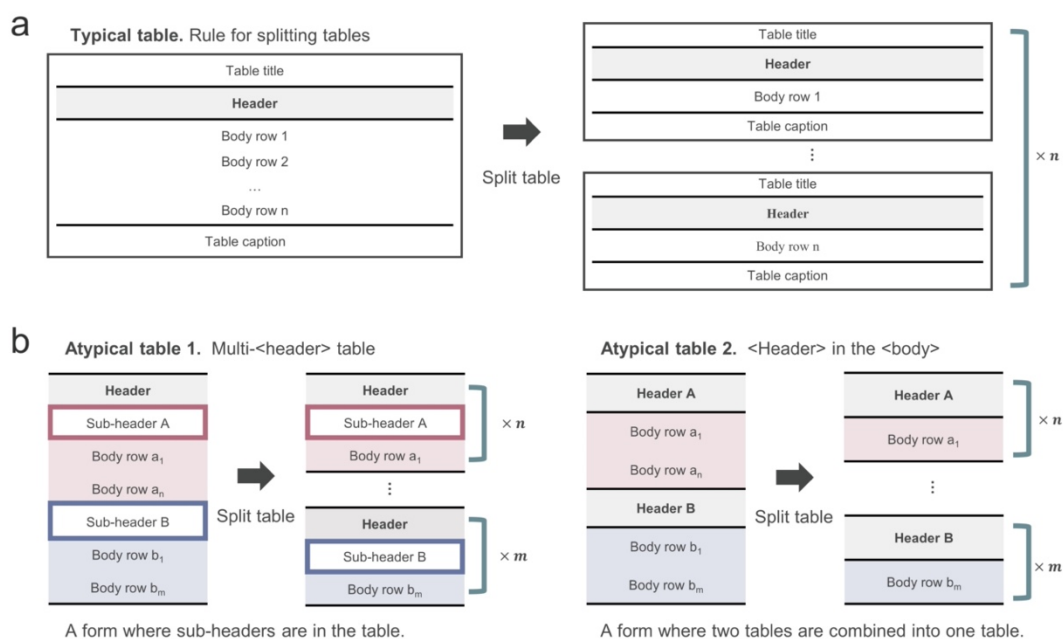 a
Typical table. Rule for splitting tables
Table title
Header
Body row 1
Body row 2
...
Body row n
Table caption
Split table
Table title
Header
Body row 1
Table caption
⋮
Table title
Header
Body row n
Table caption
× n
b
Atypical table 1. Multi-<header> table
Header
Sub-header A
Body row a₁
Body row aₙ
Sub-header B
Body row b₁
Body row bₘ
Split table
Header
Sub-header A
Body row a₁
× n
⋮
Header
Sub-header B
Body row bₘ
× m
A form where sub-headers are in the table.
Atypical table 2. <Header> in the <body>
Header A
Body row a₁
Body row aₙ
Header B
Body row b₁
Body row bₘ
Split table
Header A
Body row a₁
× n
⋮
Header B
Body row bₘ
× m
A form where two tables are combined into one table.